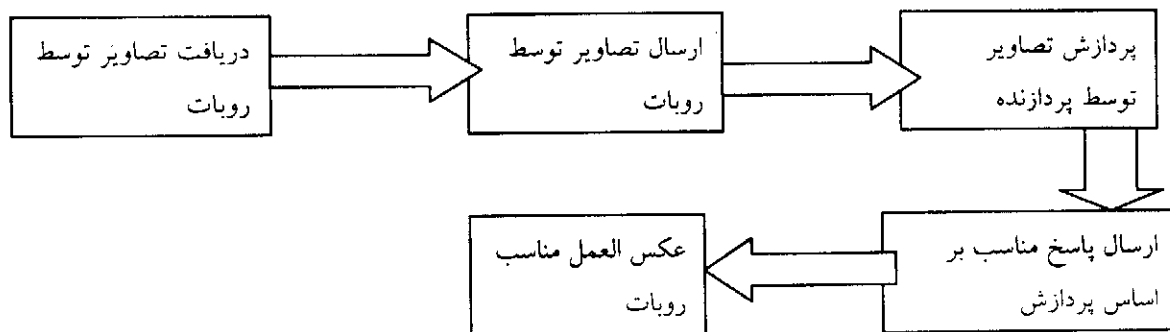 دریافت تصاویر توسط
روبات
ارسال تصاویر توسط
روبات
پردازش تصاویر
توسط پردازنده
ارسال پاسخ مناسب بر
اساس پردازش
عکس العمل مناسب
روبات